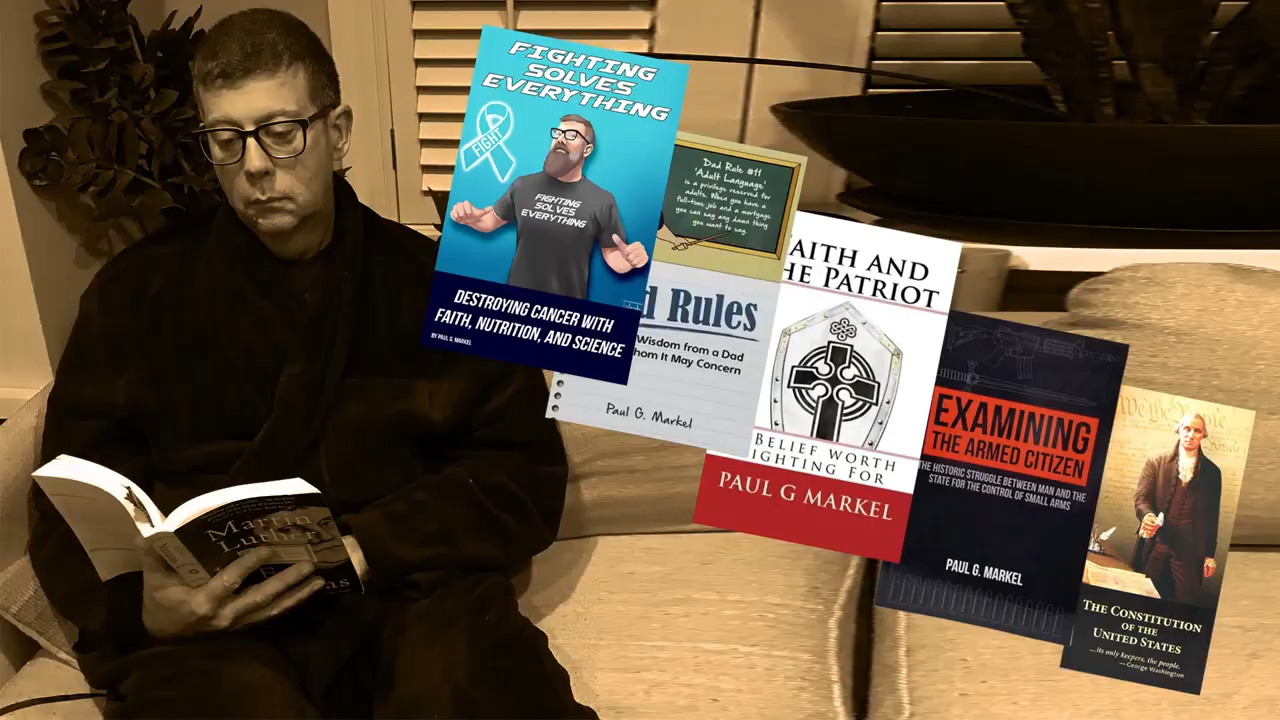 FIGHTING
SOLVES
EVERYTHING
FIGHT
FIGHTING
SOLVES
EVERYTHING
DESTROYING CANCER WITH
FAITH, NUTRITION, AND SCIENCE
BY PAUL G. MARKEL
Dad Rule #11
'Adult Language'
is a privilege reserved for
adults. When you have a
full-time job and a mortgage
you can say any damn thing
you want to say.
d Rules
Wisdom from a Dad
hom It May Concern
Paul G. Markel
AITH AND
HE PATRIOT
BELIEF WORTH
IGHTING FOR
PAUL G MARKEL
EXAMINING
THE ARMED CITIZEN
THE HISTORIC STRUGGLE BETWEEN MAN AND THE
STATE FOR THE CONTROL OF SMALL ARMS
PAUL G. MARKEL
We the People
THE CONSTITUTION
OF THE
UNITED STATES
...its only keepers, the people.
—George Washington
Martin
Luther